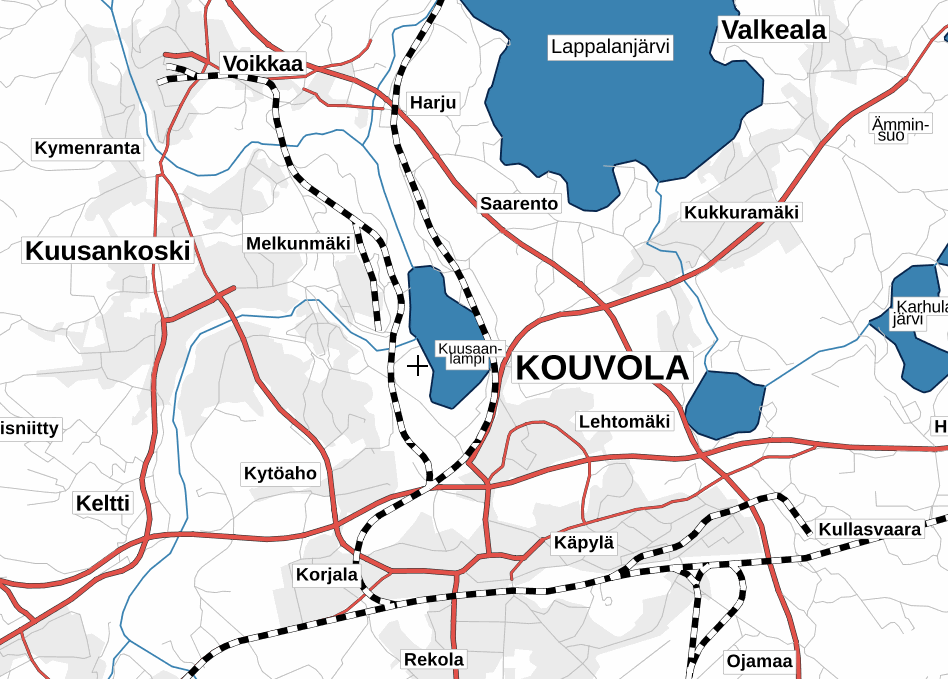 Valkeala
Lappalanjärvi
Voikkaa
Harju
Ämmin-
suo
Kymenranta
Saarento
Kukkuramäki
Kuusankoski
Melkunmäki
Karhula
järvi
Kuusaan-
lampi
KOUVOLA
isniitty
Lehtomäki
H
Kytöaho
Keltti
Kullasvaara
Käpylä
Korjala
Rekola
Ojamaa